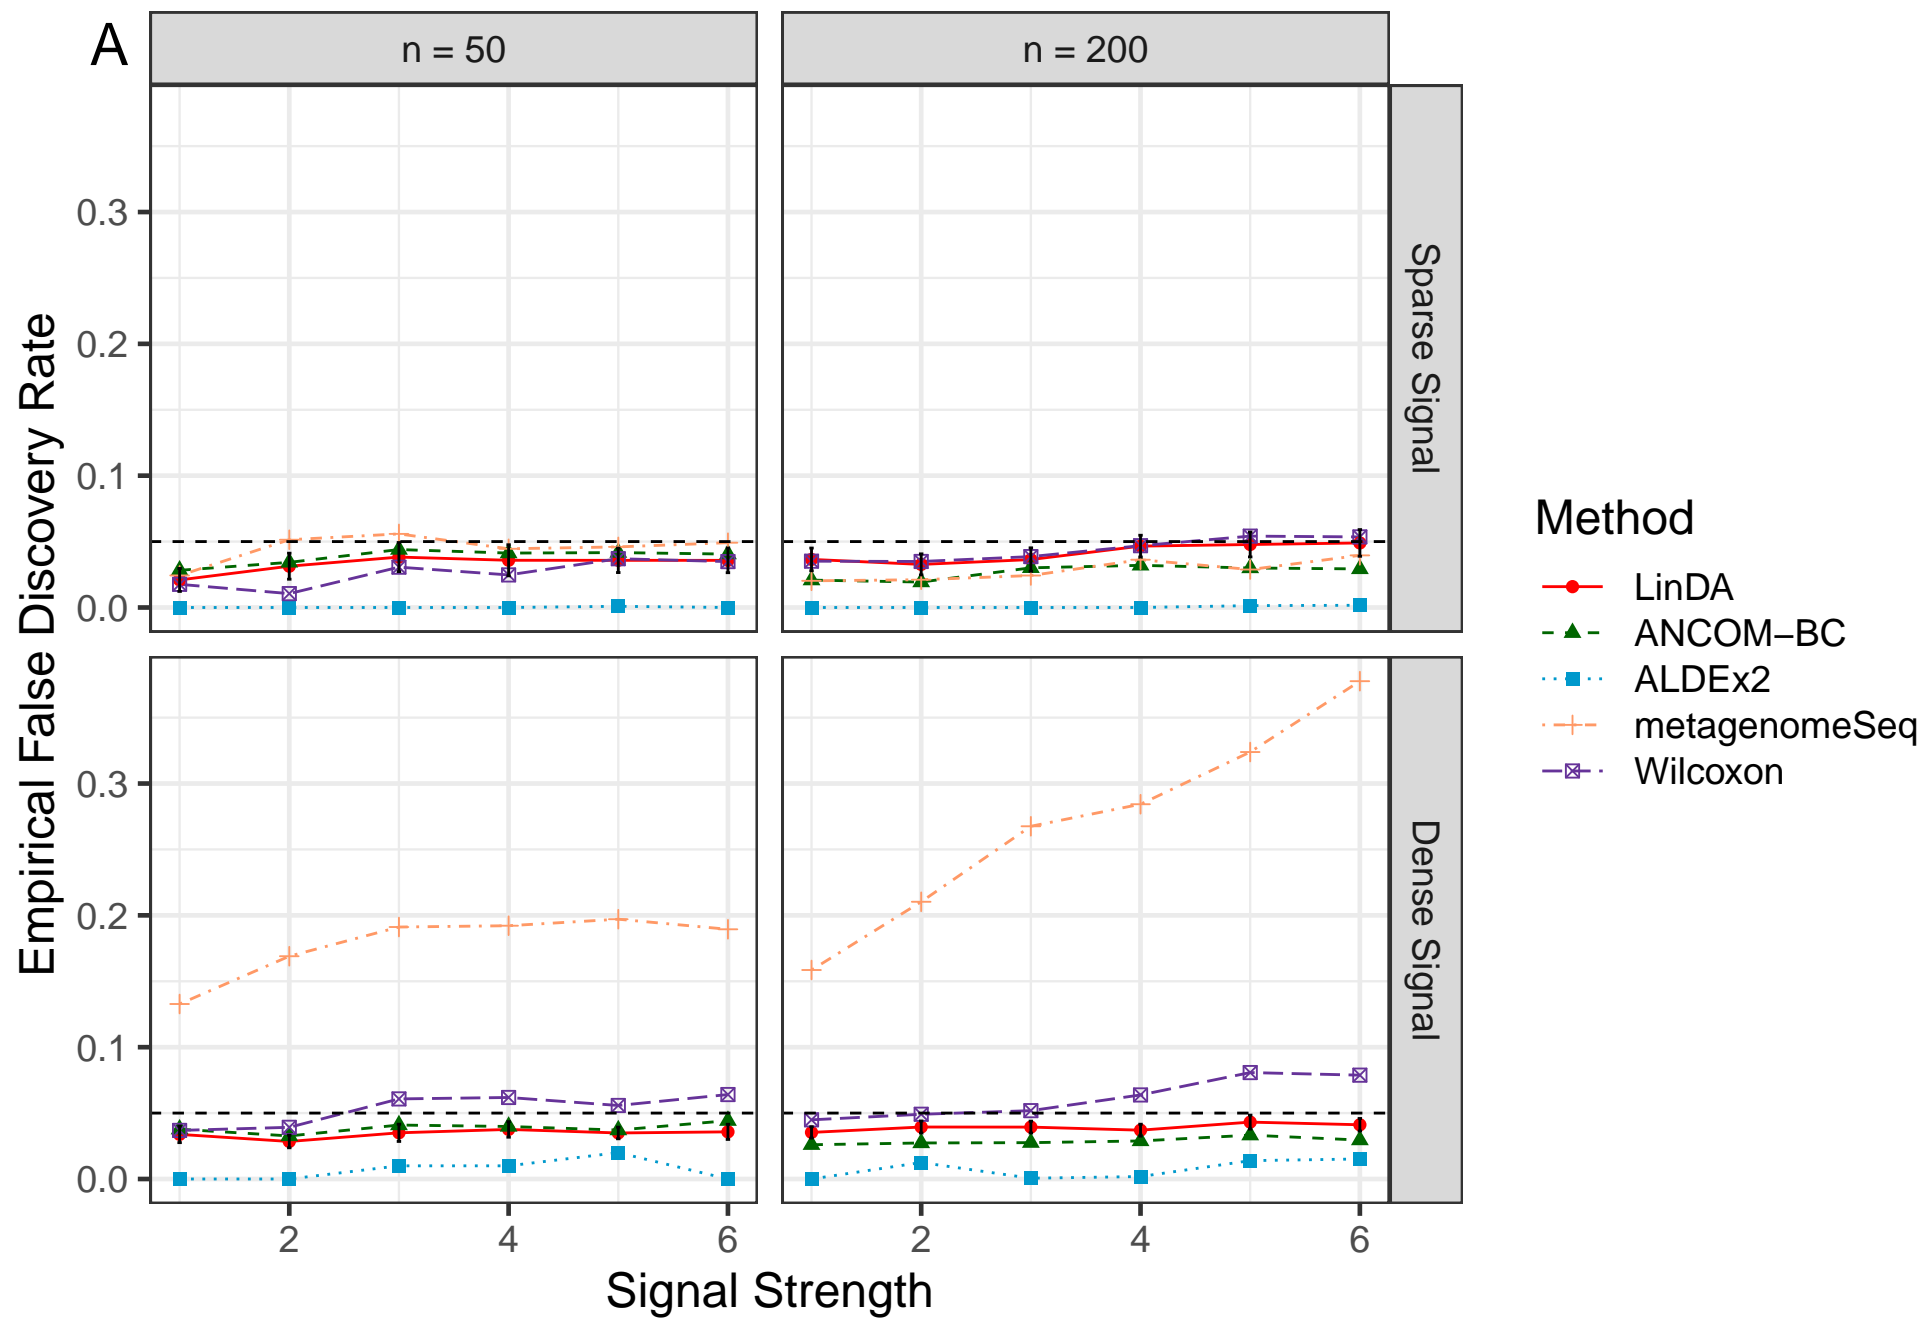 A
n = 50
n = 200
Empirical False Discovery Rate
0.3
0.2
0.1
0.0
Sparse Signal
0.3
0.2
0.1
0.0
Dense Signal
2
4
6
2
4
6
Signal Strength
Method
LinDA
ANCOM−BC
ALDEx2
metagenomeSeq
Wilcoxon